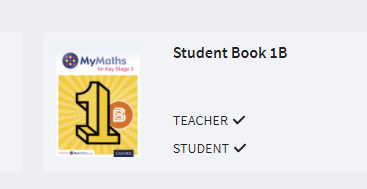 MyMaths
for Key Stage 3
1
B
Student Book 1B
TEACHER
STUDENT